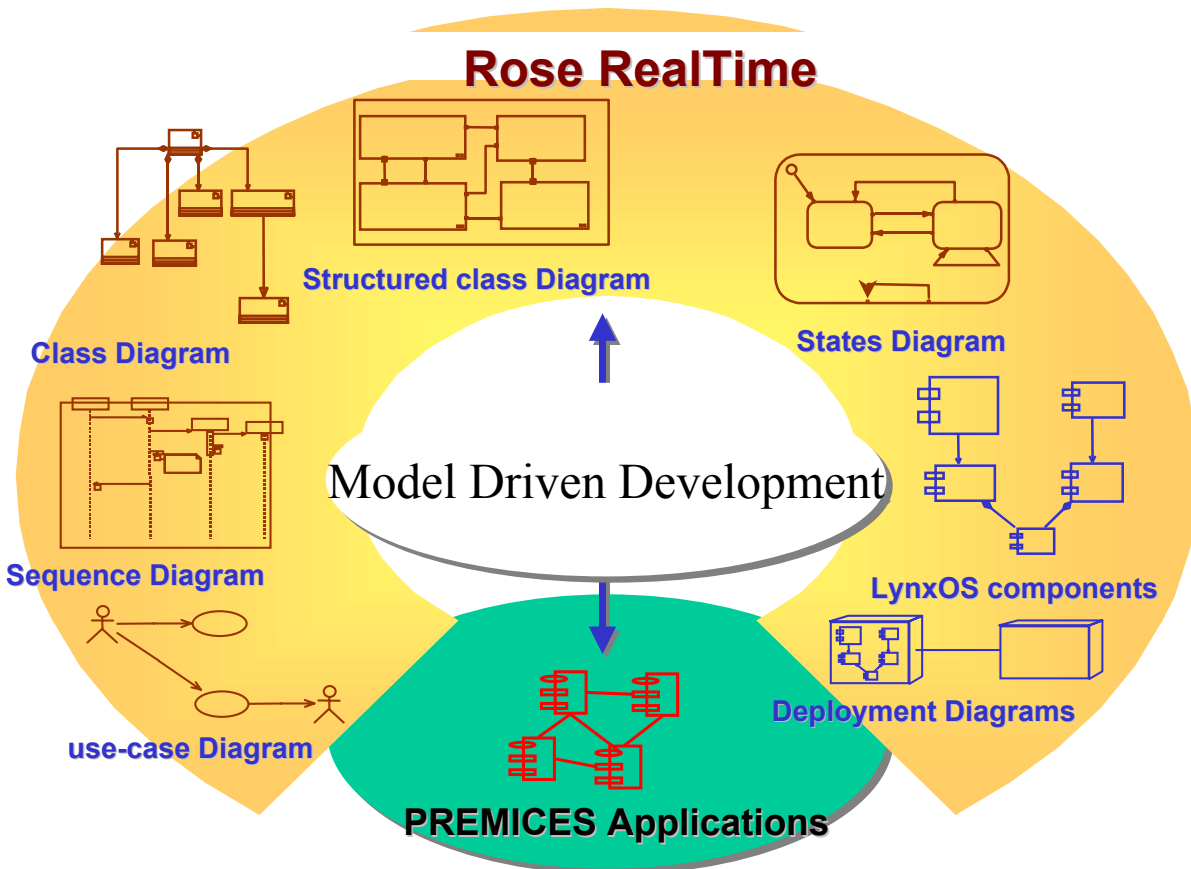 Rose RealTime
Structured class Diagram
Class Diagram
States Diagram
Model Driven Development
Sequence Diagram
LynxOS components
Deployment Diagrams
use-case Diagram
PREMICES Applications